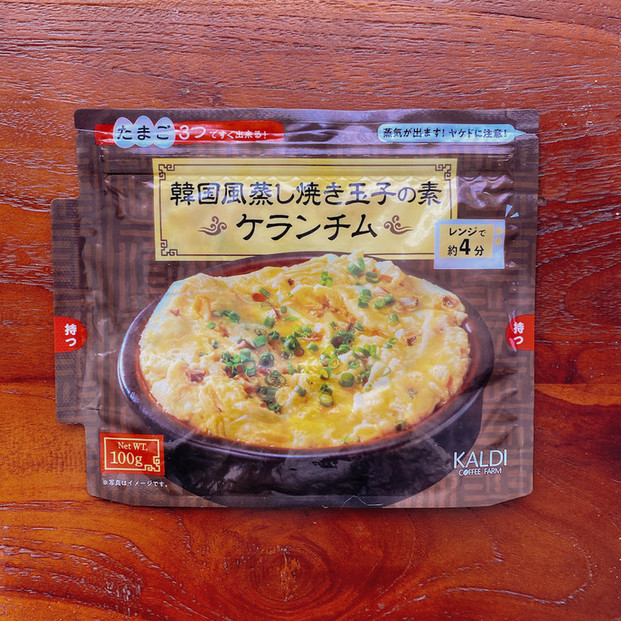 たまご3つですぐ出来る!
蒸気が出ます!ヤケドに注意!
韓国風蒸し焼き玉子の素
ケランチム
レンジで
約4分
持つ
持つ
Net WT.
100g
※写真はイメージです。
KALDI
COFFEE FARM